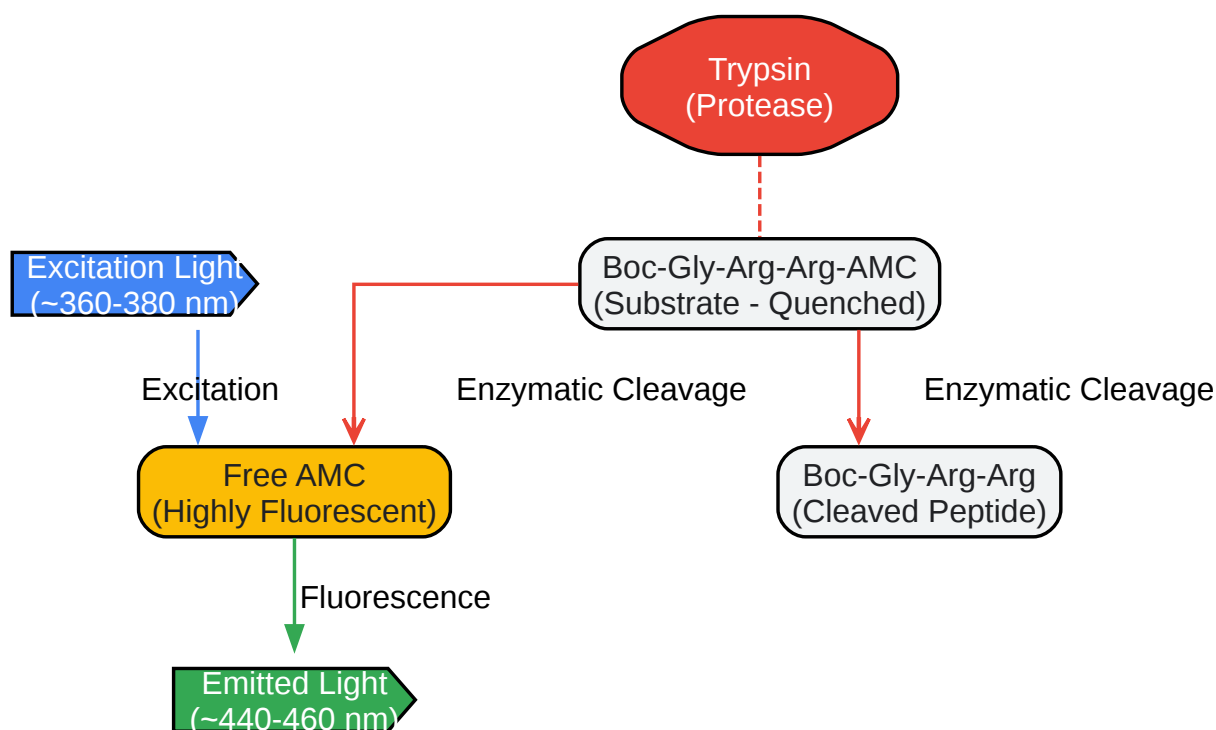 Trypsin
(Protease)
Boc-Gly-Arg-Arg-AMC
(Substrate - Quenched)
Excitation Light
(~360-380 nm)
Excitation
Enzymatic Cleavage
Enzymatic Cleavage
Free AMC
(Highly Fluorescent)
Boc-Gly-Arg-Arg
(Cleaved Peptide)
Fluorescence
Emitted Light
(~440-460 nm)